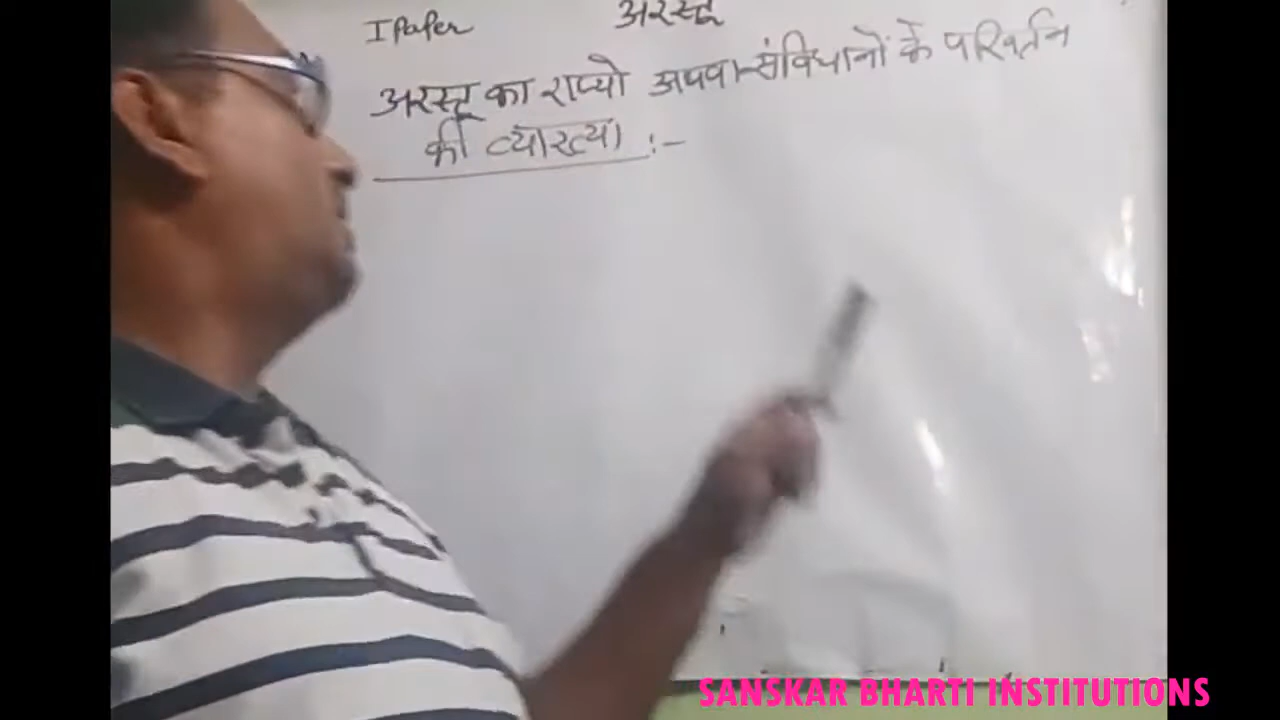 I Paper
अरस्तू
अरस्तू का राज्यो अथवा संविधानों के परिवर्तन
की व्याख्या :-
SANSKAR BHARTI INSTITUTIONS